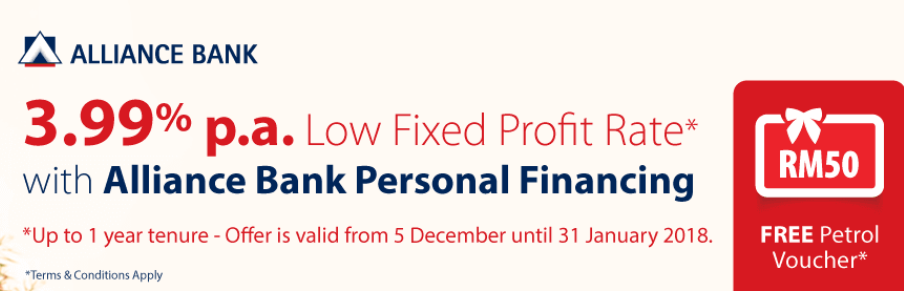 ALLIANCE BANK
3.99% p.a. Low Fixed Profit Rate*
with Alliance Bank Personal Financing
*Up to 1 year tenure - Offer is valid from 5 December until 31 January 2018.
*Terms & Conditions Apply
RM50
FREE Petrol
Voucher*